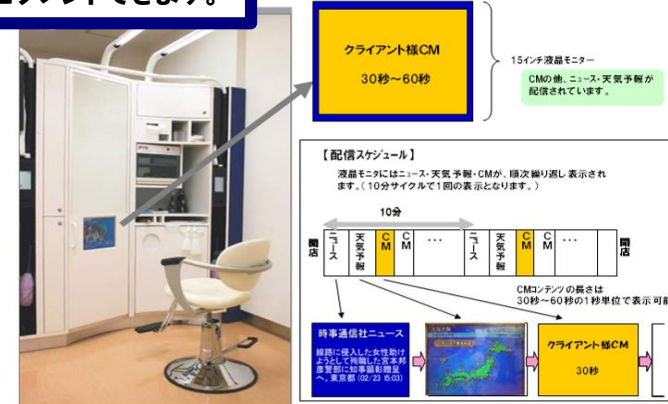 コマンドできます。
クライアント様CM
30秒～60秒
15インチ液晶モニター
CMの他、ニュース・天気予報が
配信されています。
【配信スケジュール】
液晶モニタにはニュース・天気予報・CMが、順次繰り返し表示され
ます。(10分サイクルで1回の表示となります。)
10分
開店
ニュース
天気予報
CM
CM
・・・
ニュース
天気予報
CM
CM
・・・
閉店
CMコンテンツの長さは
30秒～60秒の1秒単位で表示可能
時事通信社ニュース
線路に侵入した女性助け
ようとして殉職した宮本邦
彦警部に知事顕彰贈呈
へ。東京都(02/23 15:03)
クライアント様CM
30秒